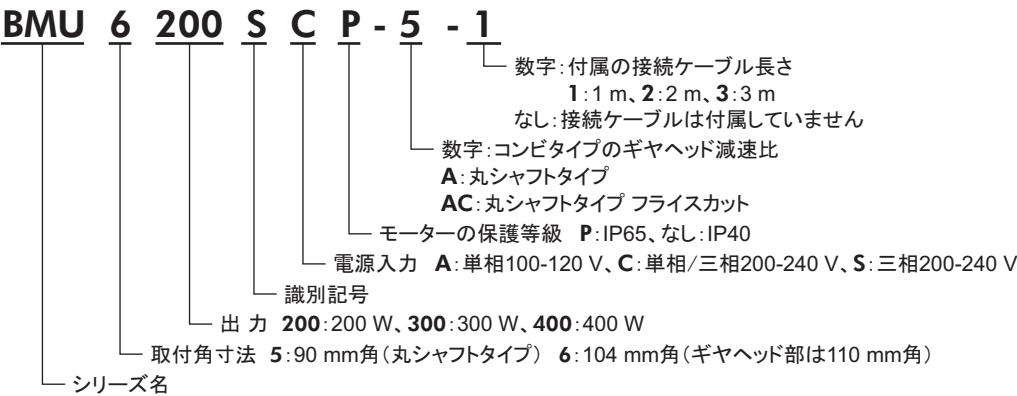 BMU 6 200 S C P - 5 - 1
数字：付属の接続ケーブル長さ
1：1 m、2：2 m、3：3 m
なし：接続ケーブルは付属していません
数字：コンビタイプのギヤヘッド減速比
A：丸シャフトタイプ
AC：丸シャフトタイプ フライスカット
モーターの保護等級 P：IP65、なし：IP40
電源入力 A：単相100-120 V、C：単相/三相200-240 V、S：三相200-240 V
識別記号
出 力 200：200 W、300：300 W、400：400 W
取付角寸法 5：90 mm角（丸シャフトタイプ） 6：104 mm角（ギヤヘッド部は110 mm角）
シリーズ名